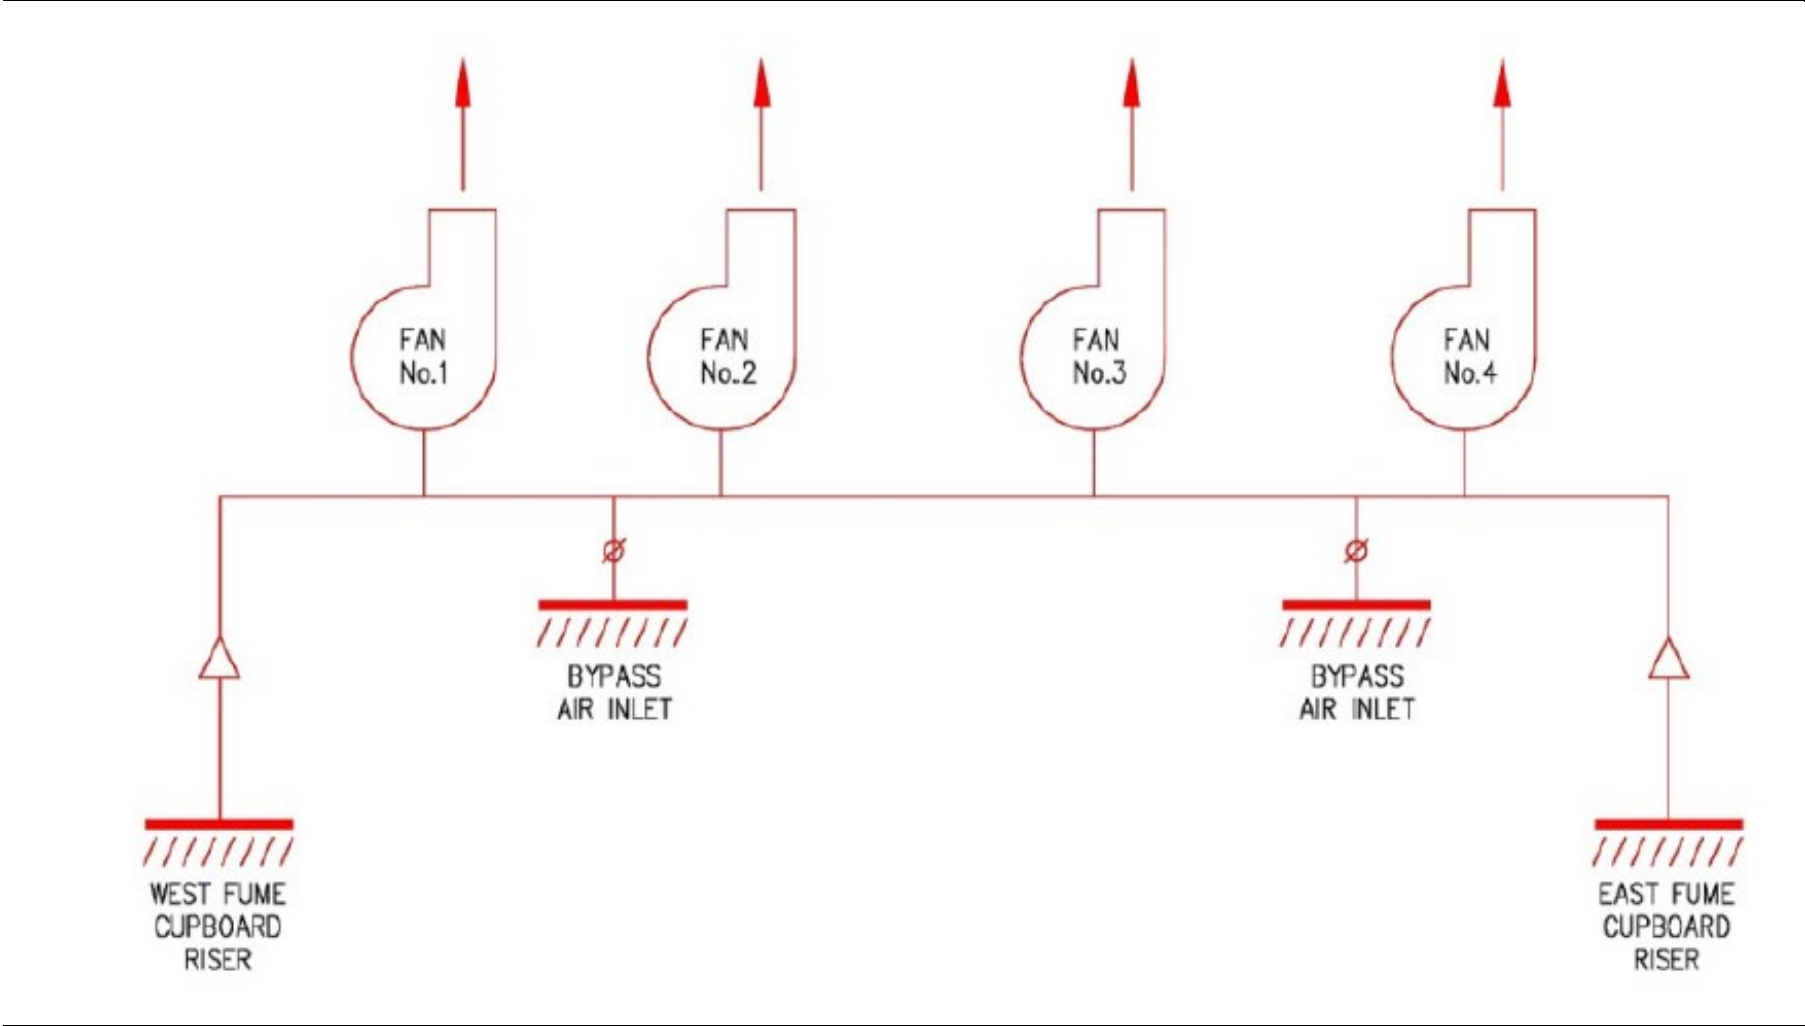 FAN
No.1
FAN
No.2
FAN
No.3
FAN
No.4
BYPASS
AIR INLET
BYPASS
AIR INLET
WEST FUME
CUPBOARD
RISER
EAST FUME
CUPBOARD
RISER